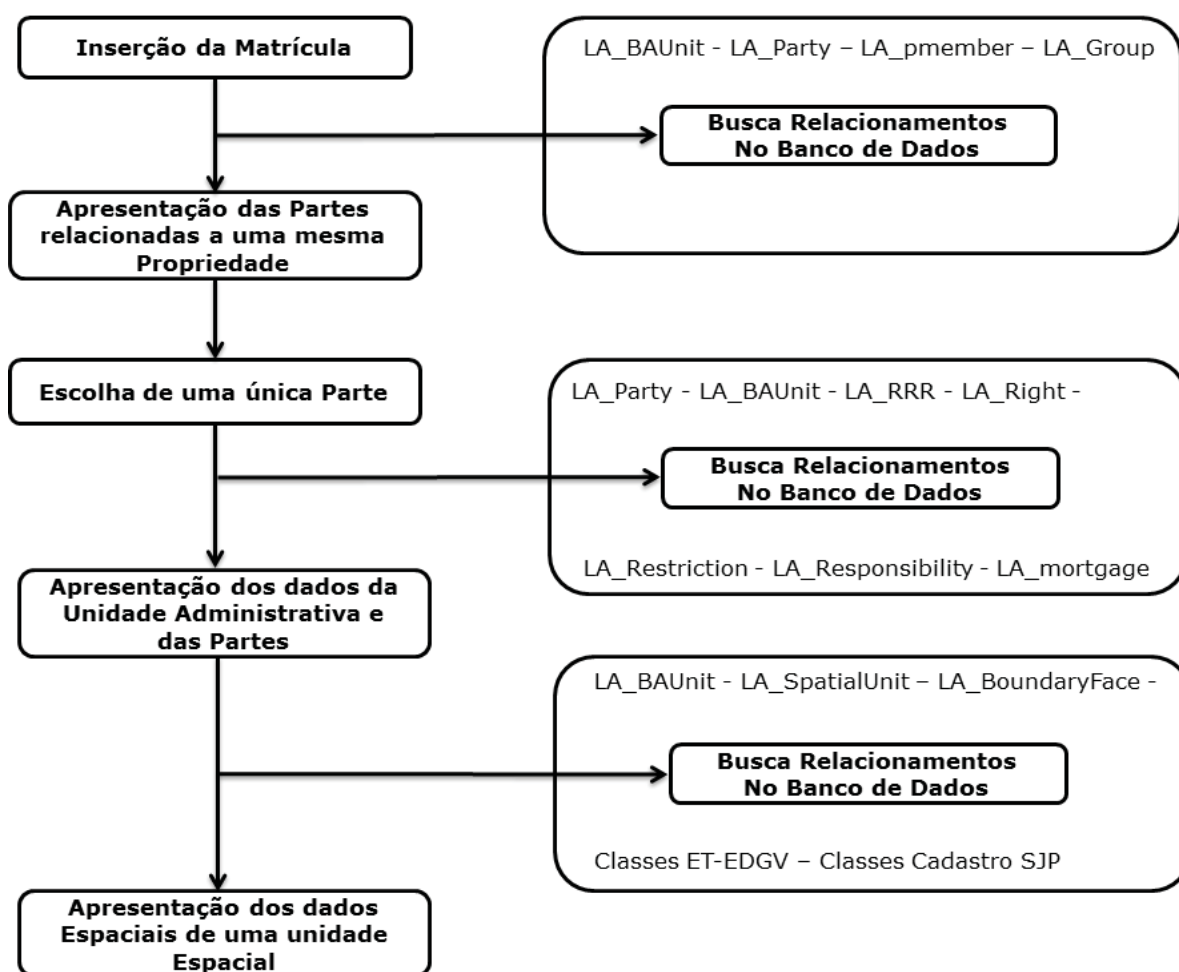 Inserção da Matrícula
LA_BAUnit - LA_Party – LA_pmember – LA_Group
Busca Relacionamentos
No Banco de Dados
Apresentação das Partes
relacionadas a uma mesma
Propriedade
Escolha de uma única Parte
LA_Party - LA_BAUnit - LA_RRR - LA_Right -
Busca Relacionamentos
No Banco de Dados
LA_Restriction - LA_Responsibility - LA_mortgage
Apresentação dos dados da
Unidade Administrativa e
das Partes
LA_BAUnit - LA_SpatialUnit – LA_BoundaryFace -
Busca Relacionamentos
No Banco de Dados
Classes ET-EDGV – Classes Cadastro SJP
Apresentação dos dados
Espaciais de uma unidade
Espacial